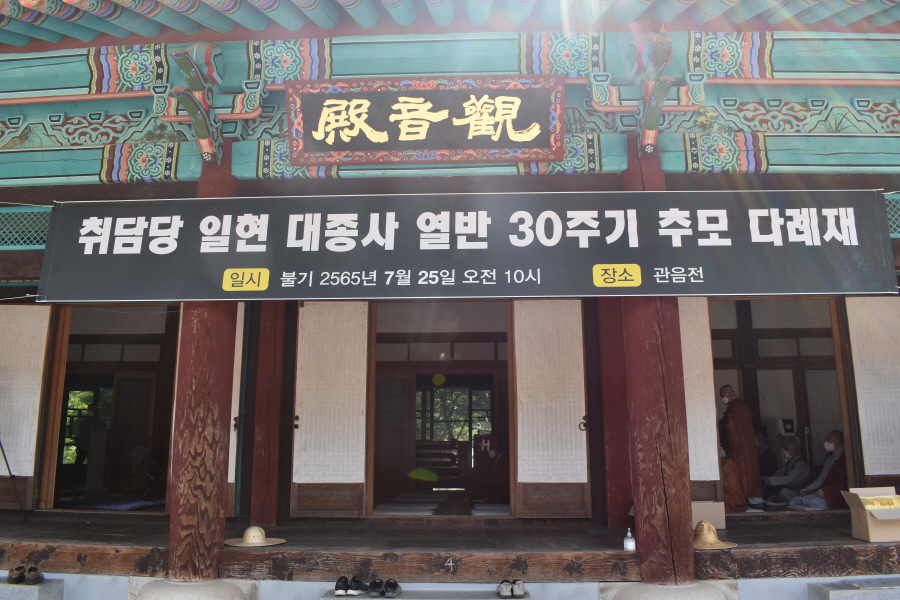 殿音觀
취담당 일현 대종사 열반 30주기 추모 다례재
일시 불기 2565년 7월 25일 오전 10시 장소 관음전
4
3